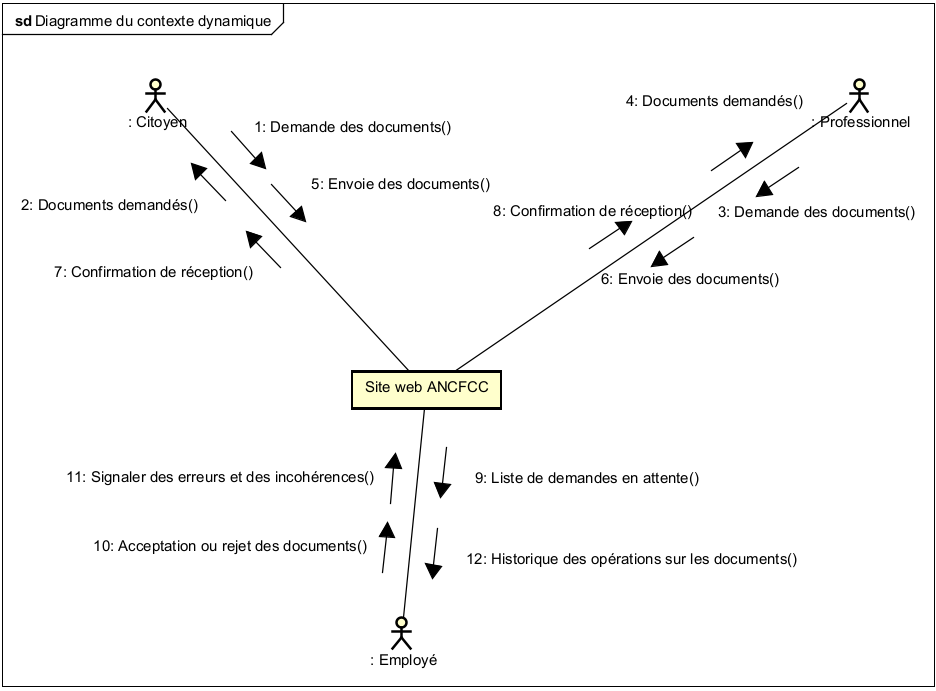 sd Diagramme du contexte dynamique
4: Documents demandés()
: Citoyen
1: Demande des documents()
: Professionnel
5: Envoie des documents()
2: Documents demandés()
8: Confirmation de réception()
3: Demande des documents()
7: Confirmation de réception()
6: Envoie des documents()
Site web ANCFCC
11: Signaler des erreurs et des incohérences()
9: Liste de demandes en attente()
10: Acceptation ou rejet des documents()
12: Historique des opérations sur les documents()
: Employé